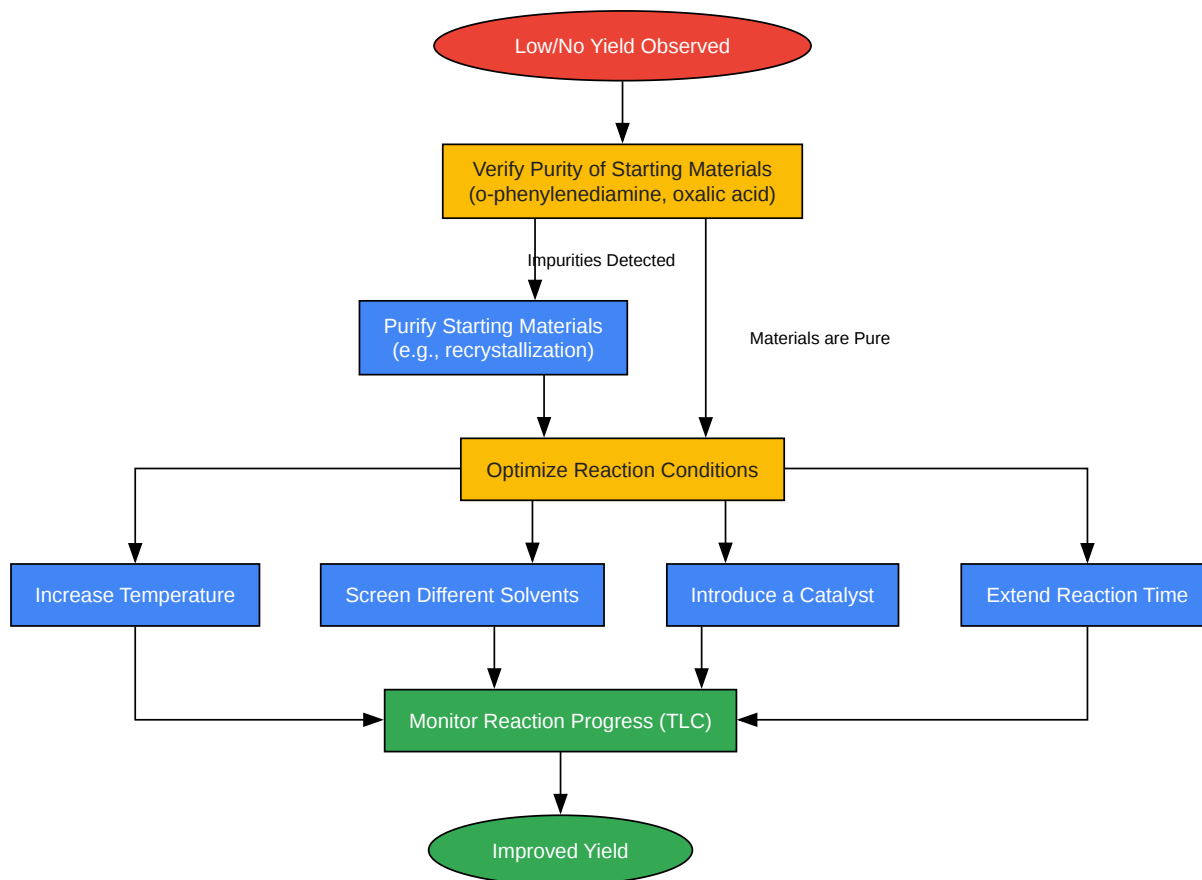 Low/No Yield Observed
Verify Purity of Starting Materials
(o-phenylenediamine, oxalic acid)
Impurities Detected
Purify Starting Materials
(e.g., recrystallization)
Materials are Pure
Optimize Reaction Conditions
Increase Temperature
Screen Different Solvents
Introduce a Catalyst
Extend Reaction Time
Monitor Reaction Progress (TLC)
Improved Yield